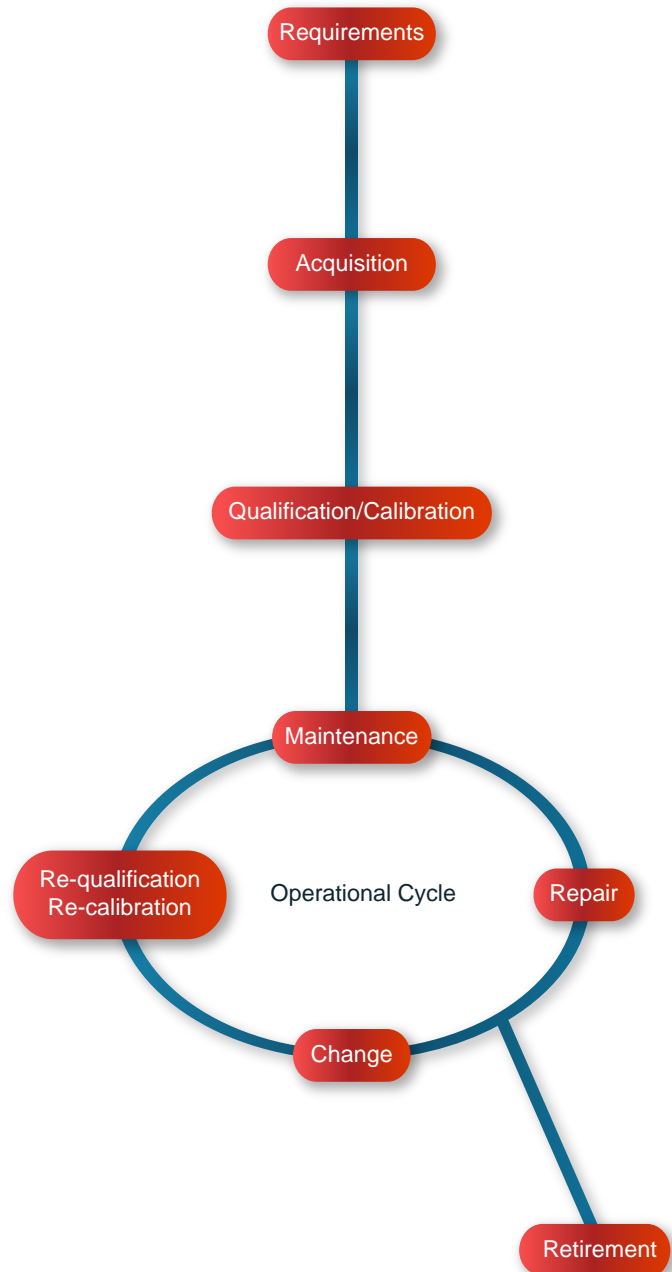 Requirements
Acquisition
Qualification/Calibration
Maintenance
Re-qualification
Re-calibration
Operational Cycle
Repair
Change
Retirement